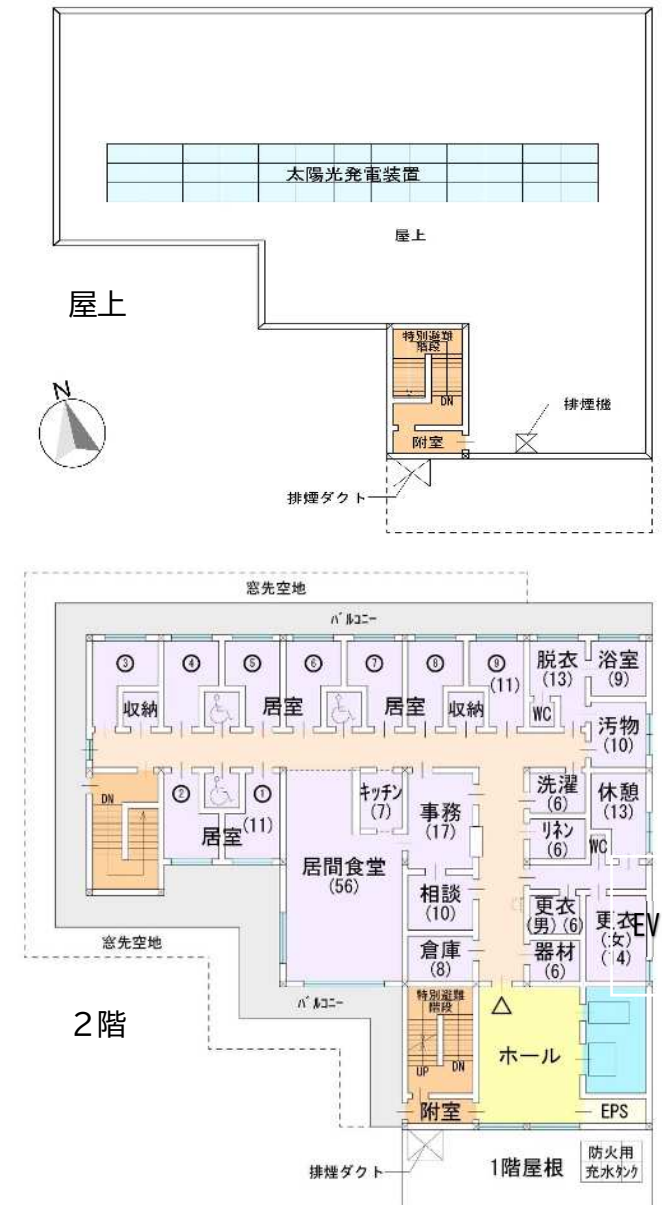 太陽光発電装置
屋上
屋上
特別避難
階段
DN
N
排煙機
附室
排煙ダクト
窓先空地
バルコニー
③
④
⑤
⑥
⑦
⑧
⑨
(11)
脱衣
(13)
浴室
(9)
収納
居室
居室
収納
WC
汚物
(10)
DN
②
①
(11)
居室
キッチン
(7)
事務
(17)
洗濯
(6)
休憩
(13)
リネン
(6)
WC
居間食堂
(56)
相談
(10)
更衣
(男)(6)
更衣
(女)
(14)
EV
倉庫
(8)
器材
(6)
窓先空地
バルコニー
2階
特別避難
階段
UP
DN
ホール
附室
EPS
排煙ダクト
1階屋根
防火用
充水タンク